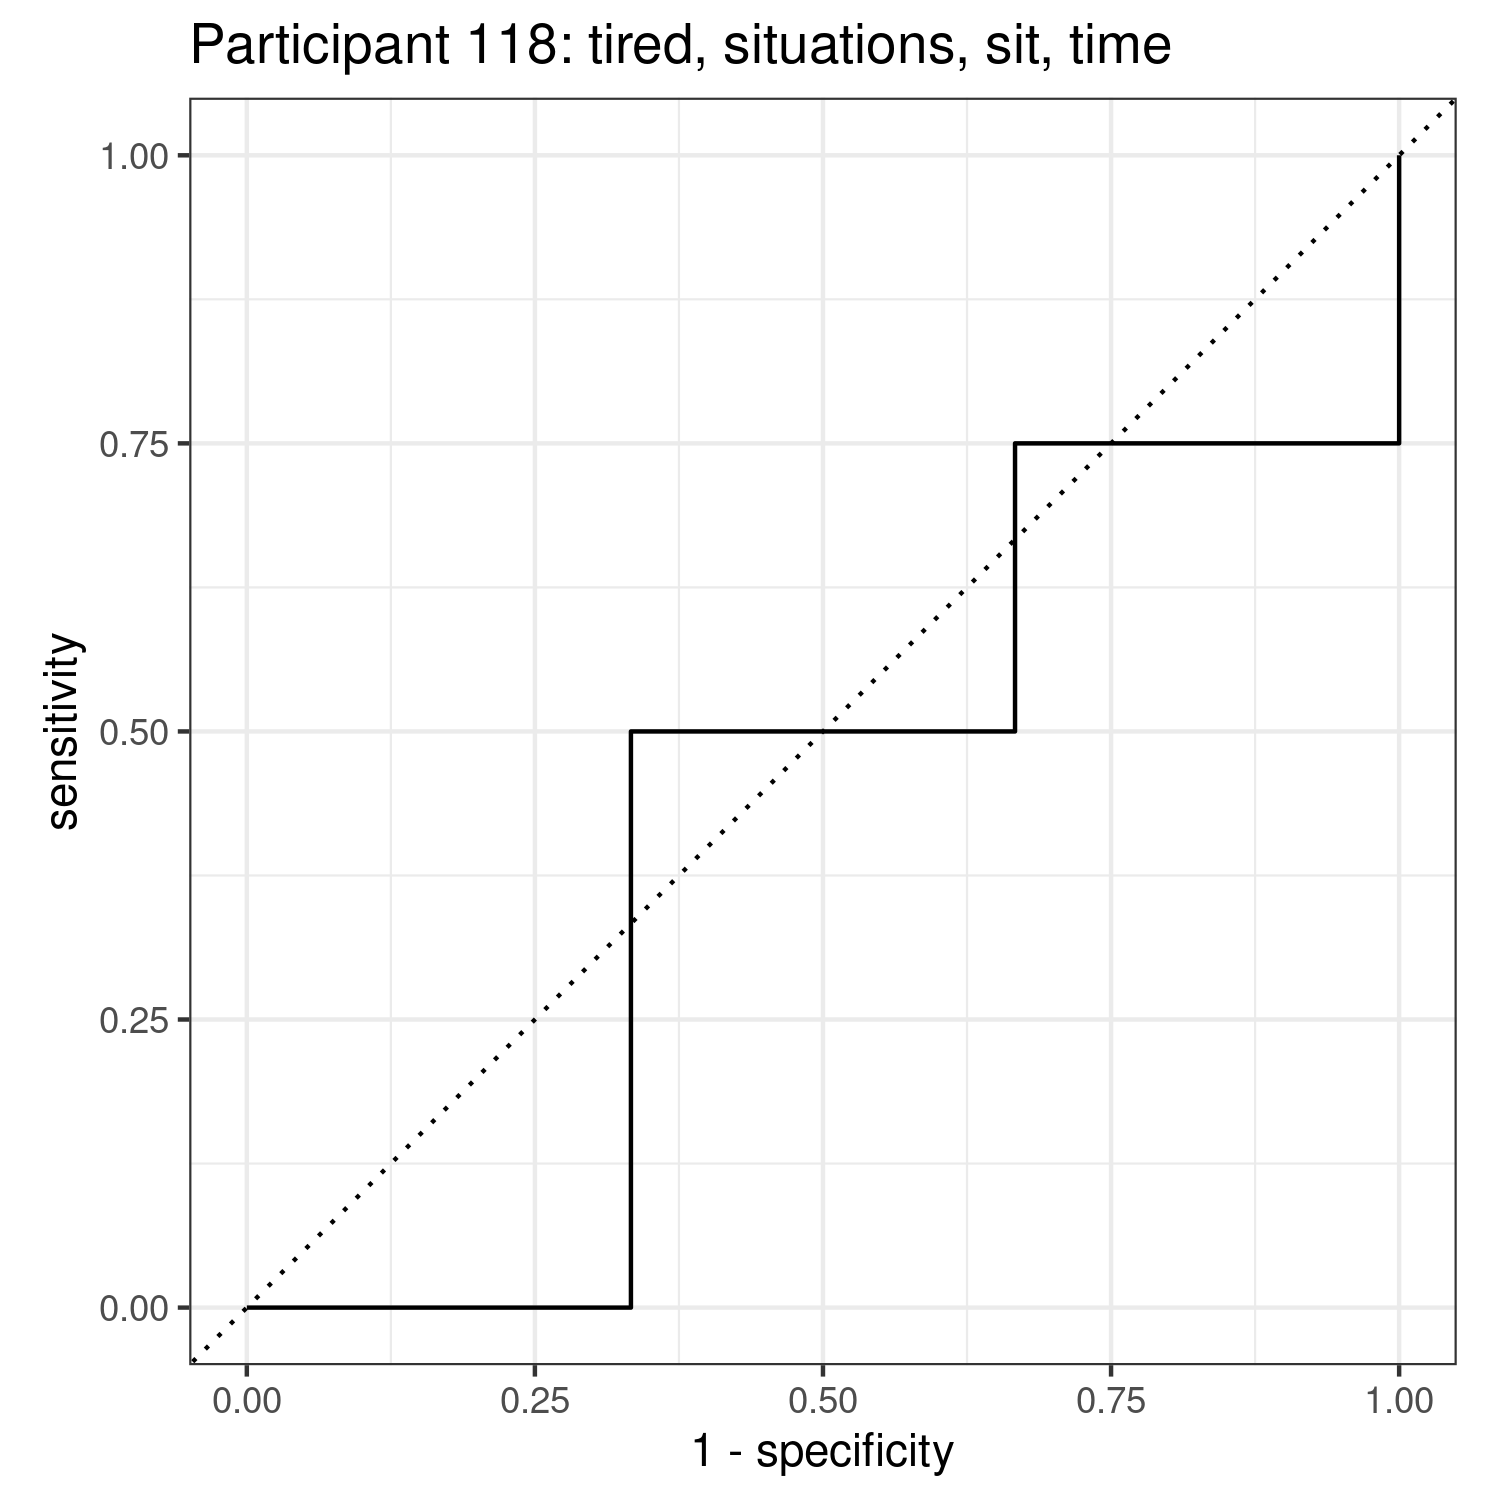 Participant 118: tired, situations, sit, time
1.00
0.75
0.50
0.25
0.00
sensitivity
0.00 0.25 0.50 0.75 1.00
1 - specificity